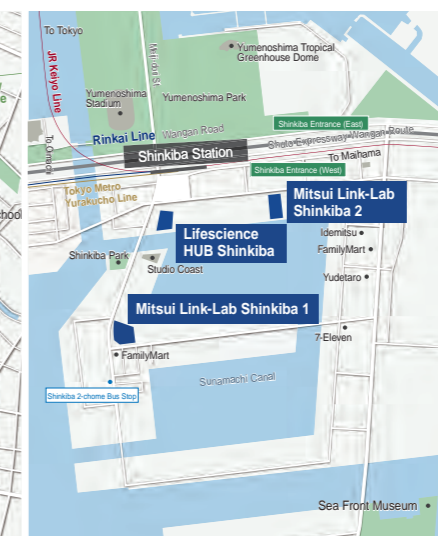 To Tokyo
JR Keiyo Line
Meiji-dori St.
Yumenoshima Tropical
Greenhouse Dome
Yumenoshima
Stadium
Yumenoshima Park
Shinkiba Entrance (East)
Rinkai Line
Wangan Road
Shuto Expressway Wangan Route
To Omori
Shinkiba Station
To Maihama
Shinkiba Entrance (West)
Tokyo Metro
Yurakucho Line
Mitsui Link-Lab
Shinkiba 2
Lifescience
HUB Shinkiba
Idemitsu
FamilyMart
Shinkiba Park
Studio Coast
Yudetaro
Mitsui Link-Lab Shinkiba 1
7-Eleven
FamilyMart
Sunamachi Canal
Shinkiba 2-chome Bus Stop
Sea Front Museum